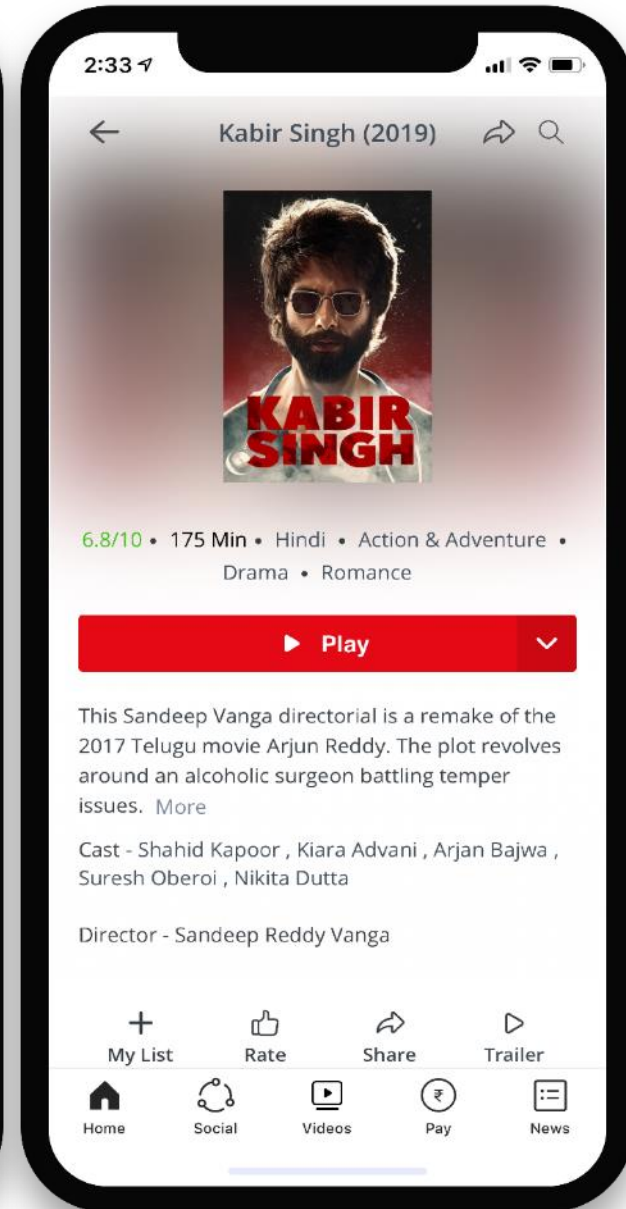 2:33
Kabir Singh (2019)
KABIR
SINGH
6.8/10 • 175 Min • Hindi • Action & Adventure •
Drama • Romance
Play
This Sandeep Vanga directorial is a remake of the
2017 Telugu movie Arjun Reddy. The plot revolves
around an alcoholic surgeon battling temper
issues. More
Cast - Shahid Kapoor , Kiara Advani , Arjan Bajwa ,
Suresh Oberoi , Nikita Dutta
Director - Sandeep Reddy Vanga
My List Rate Share Trailer
₹
Home Social Videos Pay News